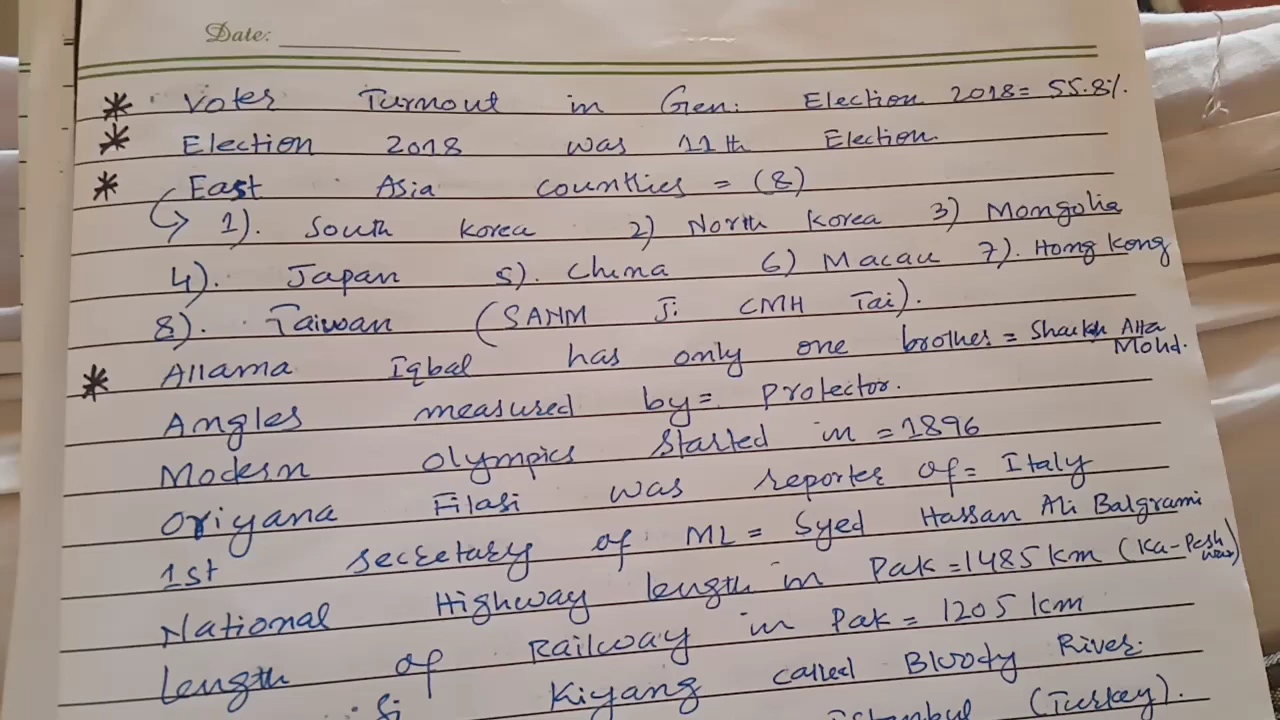 Date:
* Voter Turnout in Gen: Election 2018 = 55.8%.
* Election 2018 was 11th Election.
* East Asia countries = (8)
↳ 1). South Korea 2) North Korea 3) Mongolia
4). Japan 5). China 6) Macau 7). Hong Kong
8). Taiwan (SANM Ji CMH Tai).
* Allama Iqbal has only one brother = Shaikh Atta Mohd.
Angles measured by = Protector.
Modern Olympics Started in = 1896
Oriyana Filasi was reporter of = Italy
1st secretary of ML = Syed Hassan Ali Balgrami
National Highway length in Pak = 1485 km (Ka-Peshwar)
Length of Railway in Pak = 1205 km
Si Kiyang called Bloody River.
Istanbul (Turkey).